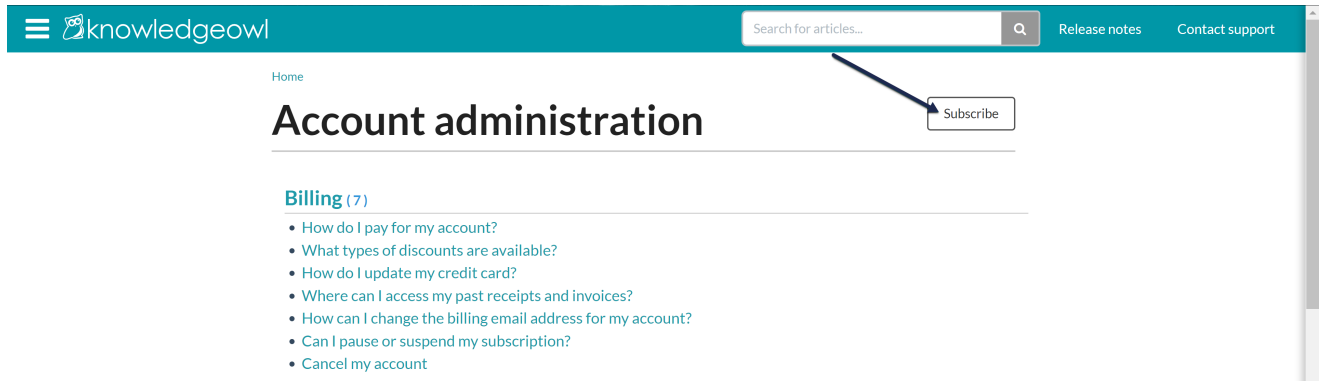 knowledgeowl
Search for articles...
Release notes
Contact support
Home
Account administration
Subscribe
Billing ( 7 )
• How do I pay for my account?
• What types of discounts are available?
• How do I update my credit card?
• Where can I access my past receipts and invoices?
• How can I change the billing email address for my account?
• Can I pause or suspend my subscription?
• Cancel my account